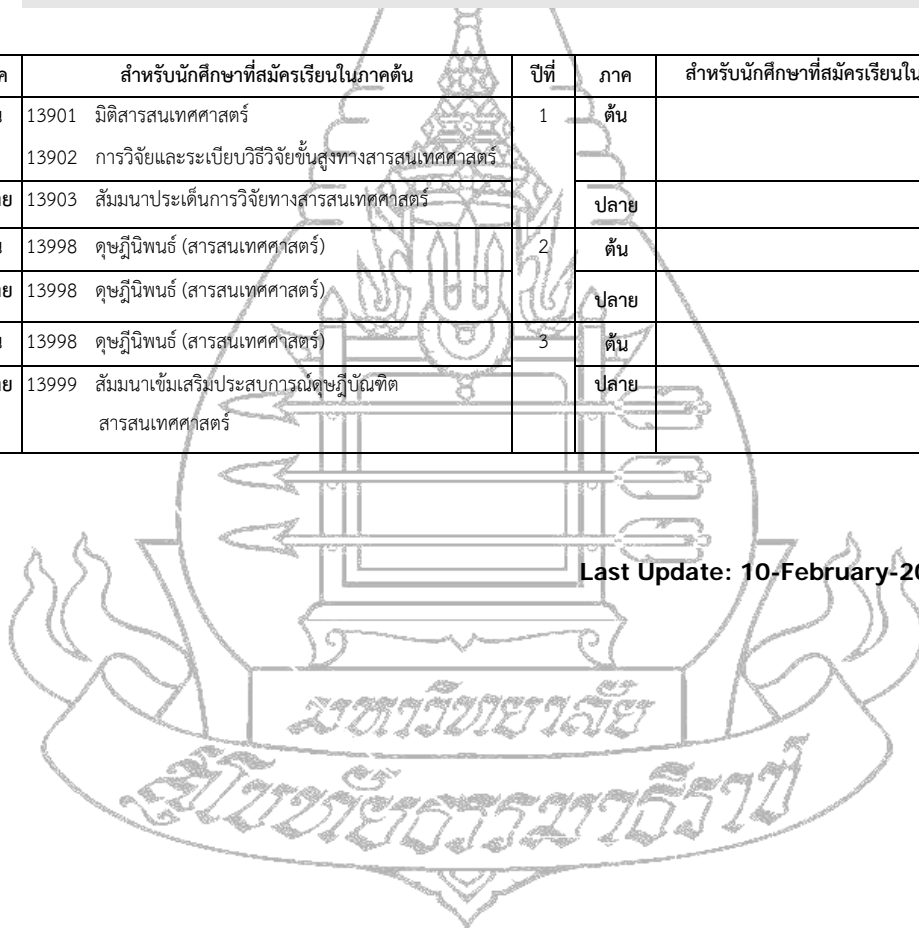 สำหรับนักศึกษาที่สมัครเรียนในภาคต้น ปีที่ ภาค สำหรับนักศึกษาที่สมัครเรียนใน
13901 มิติสารสนเทศศาสตร์ 1 ต้น
13902 การวิจัยและระเบียบวิธีวิจัยขั้นสูงทางสารสนเทศศาสตร์
13903 สัมมนาประเด็นการวิจัยทางสารสนเทศศาสตร์ ปลาย
13998 ดุษฎีนิพนธ์ (สารสนเทศศาสตร์) 2 ต้น
13998 ดุษฎีนิพนธ์ (สารสนเทศศาสตร์) ปลาย
13998 ดุษฎีนิพนธ์ (สารสนเทศศาสตร์) 3 ต้น
13999 สัมมนาเข้มเสริมประสบการณ์ดุษฎีบัณฑิต ปลาย
สารสนเทศศาสตร์
Last Update: 10-February-20
มหาวิทยาลัย
สุโขทัยธรรมาธิราช